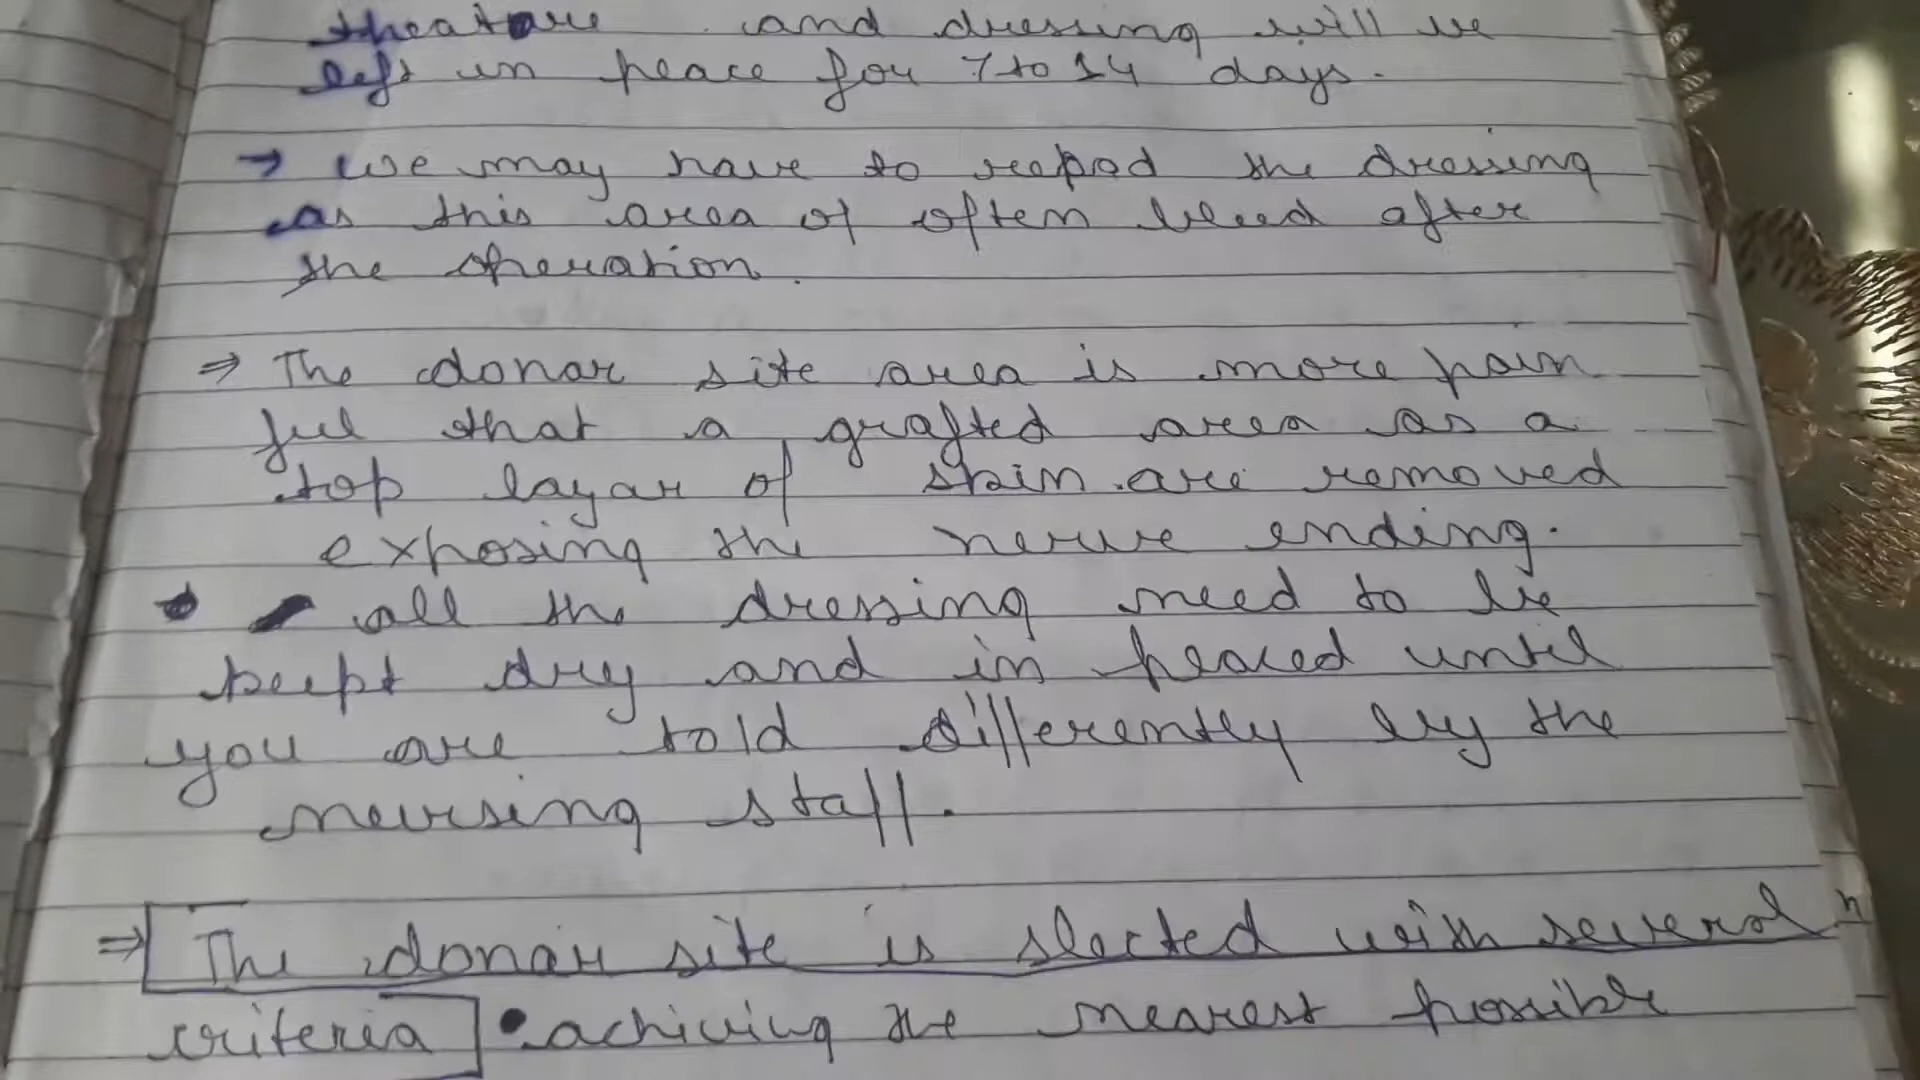 theatore and dressing will be
left in peace for 7 to 14 days.
→ we may have to repad the dressing
as this area of often bleed after
the operation.
⇒ The donar site area is more pain
ful that a grafted area as a
top layar of skin are removed
exposing the nerve ending.
all the dressing need to be
keept dry and in peaced until
you are told differently by the
nursing staff.
⇒ The donar site is slected with several
criteria • achiving the nearest possible